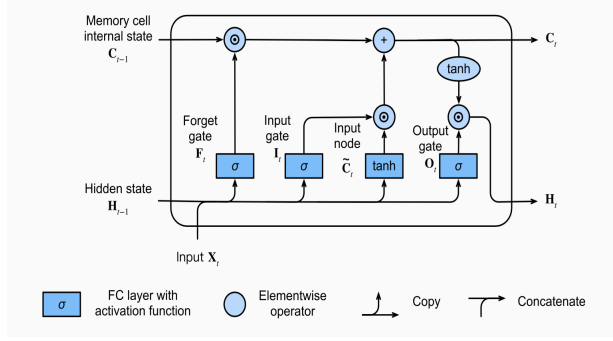 Memory cell
internal state
C_{t-1}
C_t
tanh
Forget
gate
F_t
Input
gate
I_t
Input
node
C̃_t
Output
gate
O_t
σ
σ
tanh
σ
Hidden state
H_{t-1}
H_t
Input X_t
σ
FC layer with
activation function
Elementwise
operator
Copy
Concatenate